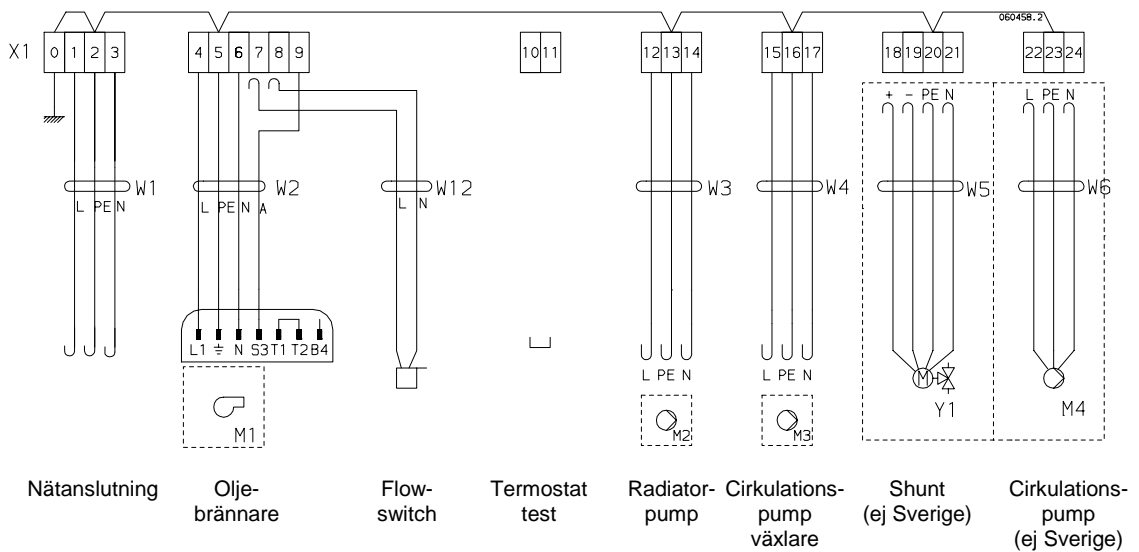 060458.2
X1 0 1 2 3 4 5 6 7 8 9 10 11 12 13 14 15 16 17 18 19 20 21 22 23 24
+ - PE N L PE N
W1 W2 W12 W3 W4 W5 W6
L PE N L PE N A L N
L1 N S3 T1 T2 B4
L PE N L PE N
M
M1 M2 M3 Y1 M4
Nätanslutning Olje- Flow- Termostat Radiator- Cirkulations- Shunt Cirkulations-
brännare switch test pump pump (ej Sverige) pump
växlare (ej Sverige)